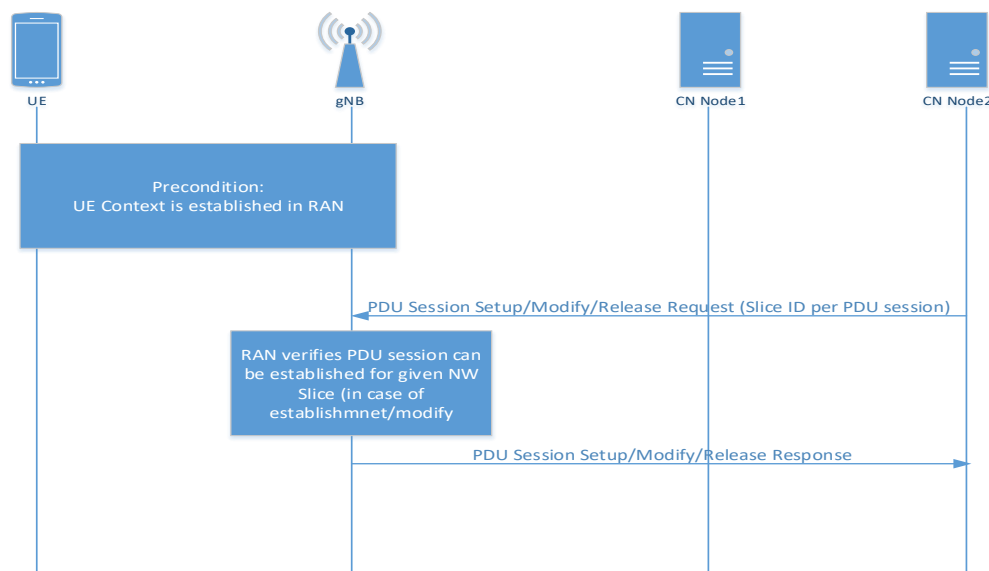 UE
gNB
CN Node1
CN Node2
Precondition:
UE Context is established in RAN
PDU Session Setup/Modify/Release Request (Slice ID per PDU session)
RAN verifies PDU session can
be established for given NW
Slice (in case of
establishmnet/modify
PDU Session Setup/Modify/Release Response